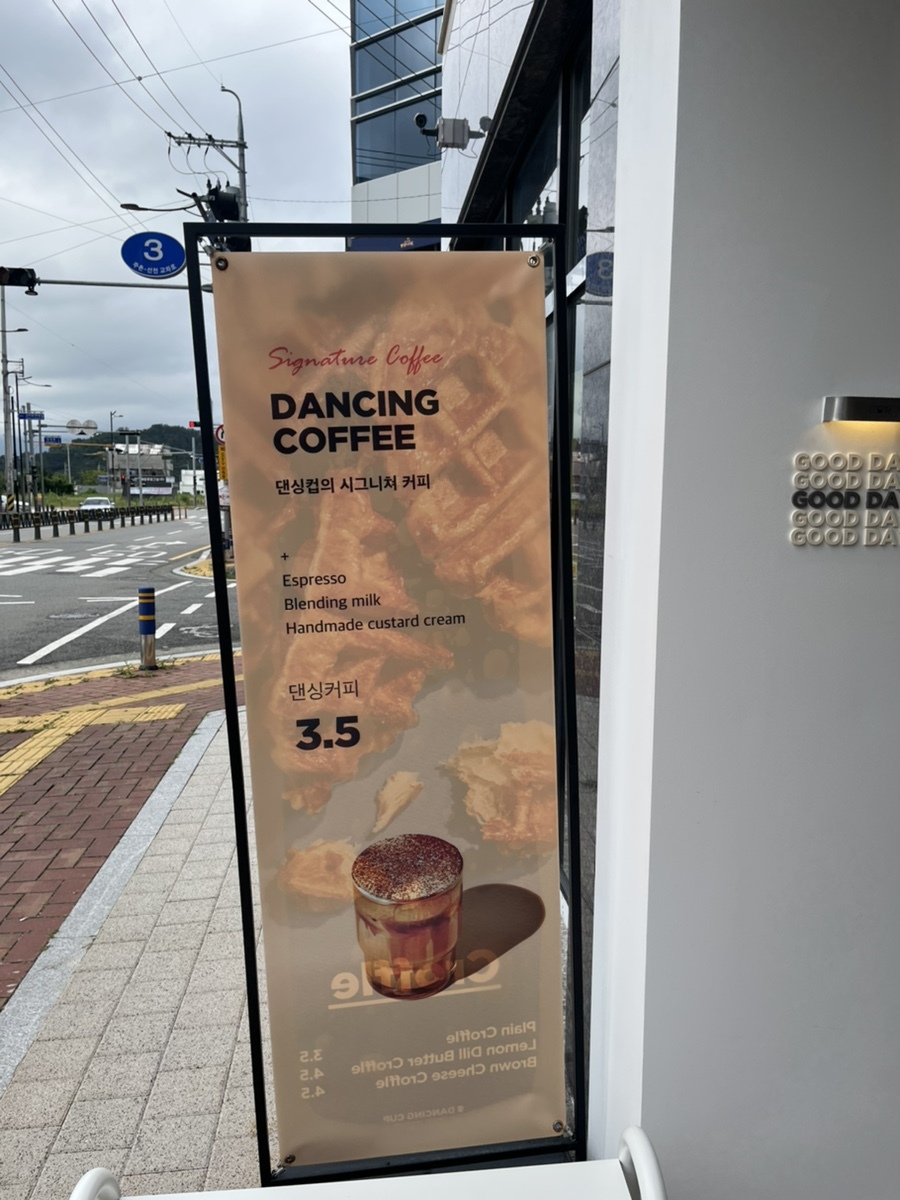 3
Signature Coffee
DANCING
COFFEE
댄싱컵의 시그니쳐 커피
+
Espresso
Blending milk
Handmade custard cream
댄싱커피
3.5
Croffle
Plain Croffle 3.5
Lemon Dill Butter Croffle 4.5
Brown Cheese Croffle 4.5
# DANCING CUP
GOOD DA
GOOD DA
GOOD DA
GOOD DA
GOOD DA